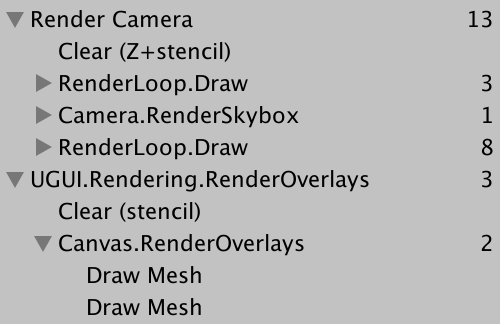 Render Camera 13
Clear (Z+stencil)
RenderLoop.Draw 3
Camera.RenderSkybox 1
RenderLoop.Draw 8
UGUI.Rendering.RenderOverlays 3
Clear (stencil)
Canvas.RenderOverlays 2
Draw Mesh
Draw Mesh